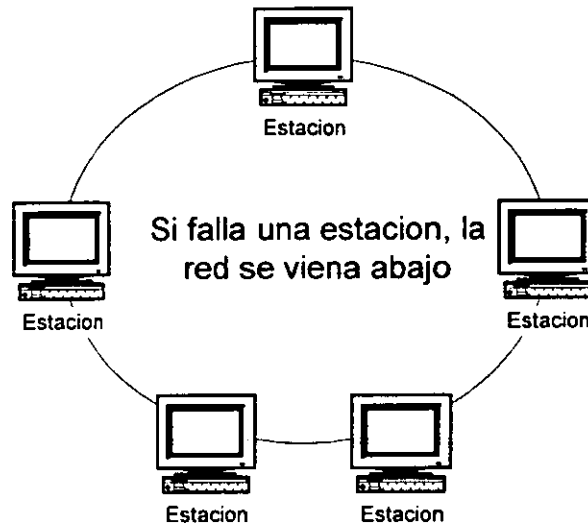 Estacion
Si falla una estacion, la
red se viena abajo
Estacion
Estacion
Estacion
Estacion